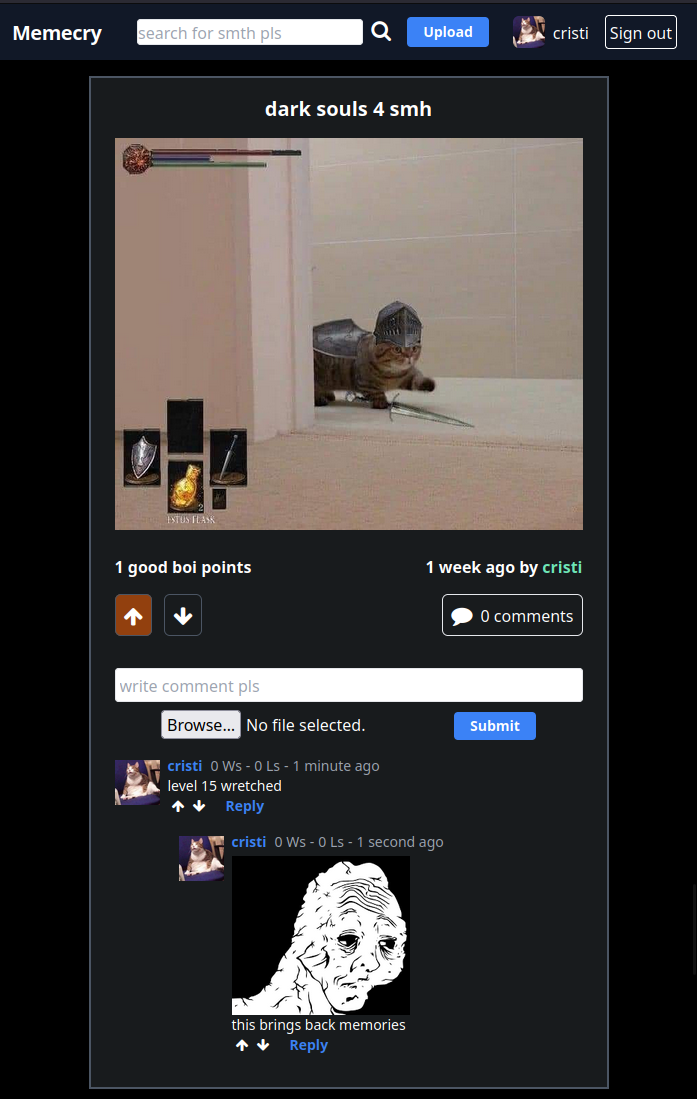 Memecry search for smth pls Upload cristi Sign out
dark souls 4 smh
2
ESTUS FLASK
1 good boi points 1 week ago by cristi
0 comments
write comment pls
Browse... No file selected. Submit
cristi 0 Ws - 0 Ls - 1 minute ago
level 15 wretched
Reply
cristi 0 Ws - 0 Ls - 1 second ago
this brings back memories
Reply